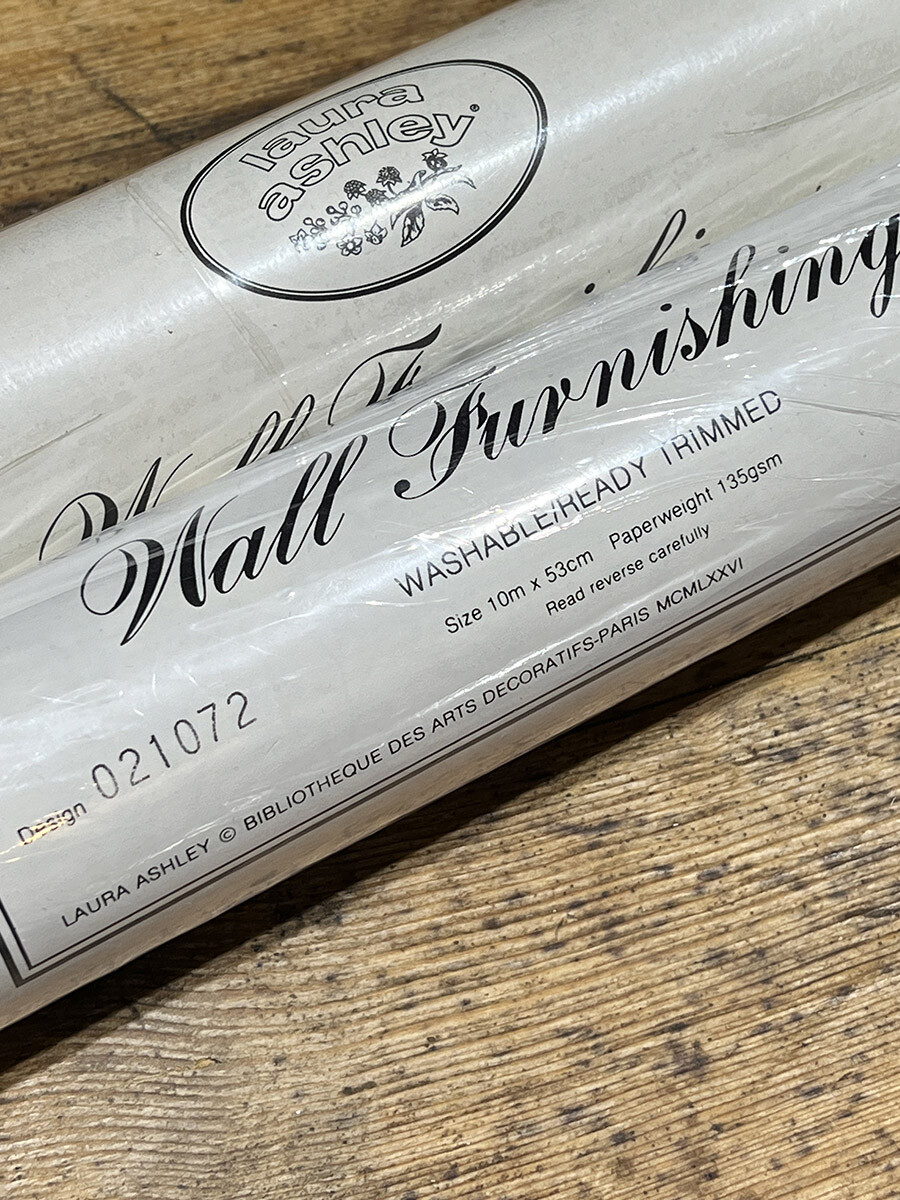 laura
ashley®
Wall F
Wall Furnishing
WASHABLE/READY TRIMMED
Size 10m x 53cm Paperweight 135gsm
Read reverse carefully
Design 021072
LAURA ASHLEY © BIBLIOTHEQUE DES ARTS DECORATIFS-PARIS MCMLXXVI